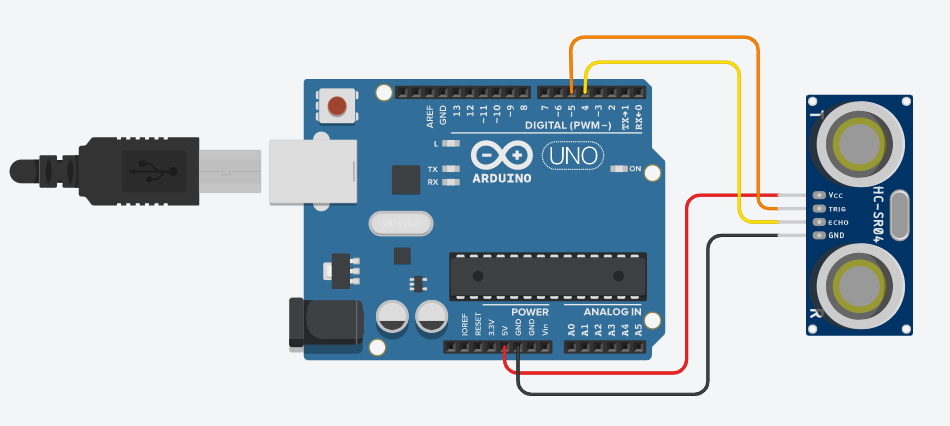 AREF
GND
13
12
~11
~10
~9
8
7
~6
~5
4
~3
2
TX→1
RX←0
DIGITAL (PWM~)
L
TX
RX
ARDUINO
UNO
ON
T
VCC
TRIG
ECHO
GND
HC-SR04
R
POWER
ANALOG IN
IOREF
RESET
3.3V
5V
GND
GND
Vin
A0
A1
A2
A3
A4
A5